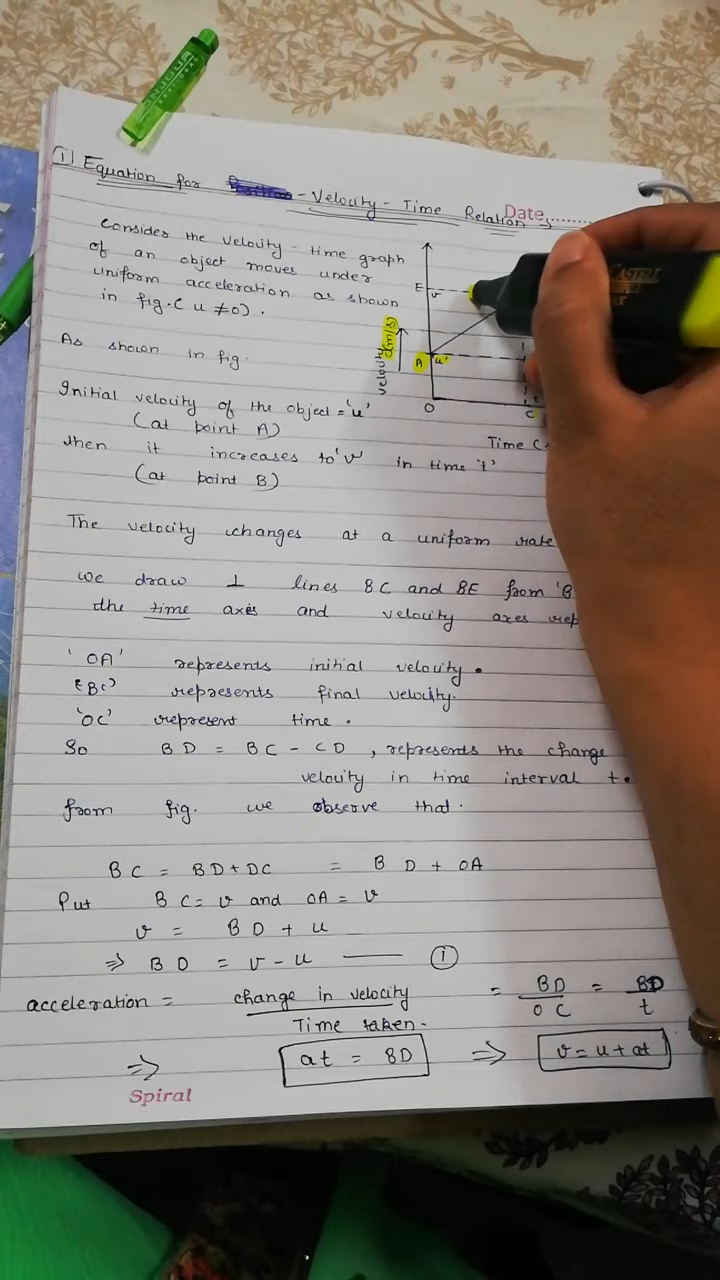 1) Equation for - Velocity - Time Relation
Date..........
Consider the velocity - time graph
of an object moves under
uniform acceleration as shown
in fig. ( u ≠ 0 ).
As shown in fig.
Initial velocity of the object = 'u'
(at point A)
then it increases to 'v' in time 't'
(at point B)
E
v
velocity (m/s)
A
u
O
t
C
Time (
The velocity changes at a uniform rate
we draw ⊥ lines BC and BE from 'B
the time axis and velocity axes
'OA' represents initial velocity.
'BC' represents final velocity.
'OC' represent time.
So BD = BC - CD , represents the change
velocity in time interval t.
from fig. we observe that.
BC = BD + DC = BD + OA
Put BC = v and OA = v
v = BD + u
⇒ BD = v - u —— 1
acceleration = change in velocity = BD = BD
Time taken. OC t
⇒ at = BD ⇒ v = u + at
Spiral